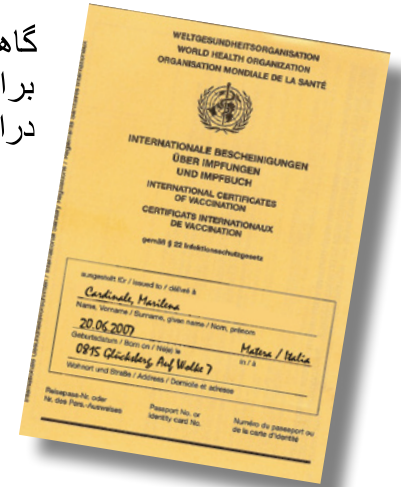 گاه
برا
درا
WELTGESUNDHEITSORGANISATION
WORLD HEALTH ORGANIZATION
ORGANISATION MONDIALE DE LA SANTÉ
INTERNATIONALE BESCHEINIGUNGEN
ÜBER IMPFUNGEN
UND IMPFBUCH
INTERNATIONAL CERTIFICATES
OF VACCINATION
CERTIFICATS INTERNATIONAUX
DE VACCINATION
gemäß § 22 Infektionsschutzgesetz
ausgestellt für / issued to / délivré à
Cardinale, Marilena
Name, Vorname / Surname, given name / Nom, prénom
20.06.2007 Matera / Italia
Geburtsdatum / Born on / Né(e) le in / à
0815 Glücksberg, Auf Wolke 7
Wohnort und Straße / Address / Domicile et adresse
Reisepass-Nr. oder
Nr. des Pers.-Ausweises
Passport No. or
identity card No.
Numéro du passeport ou
de la carte d'identité